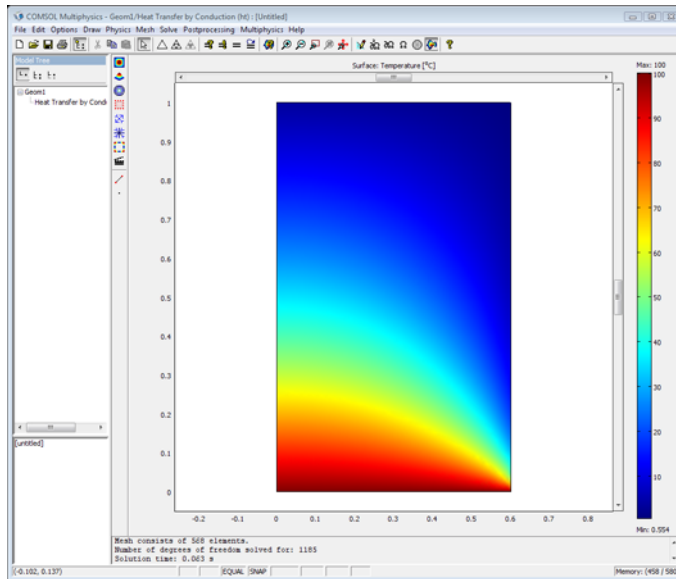 COMSOL Multiphysics - Geom1/Heat Transfer by Conduction (ht) : [Untitled]
File Edit Options Draw Physics Mesh Solve Postprocessing Multiphysics Help
Model Tree
Surface: Temperature [°C]
Max: 100
Geom1
Heat Transfer by Condu
1
0.9
0.8
0.7
0.6
0.5
0.4
0.3
0.2
0.1
0
-0.2 -0.1 0 0.1 0.2 0.3 0.4 0.5 0.6 0.7 0.8
100
90
80
70
60
50
40
30
20
10
Min: 0.554
[untitled]
Mesh consists of 568 elements.
Number of degrees of freedom solved for: 1185
Solution time: 0.063 s
(-0.102, 0.137) EQUAL SNAP Memory: (458 / 580